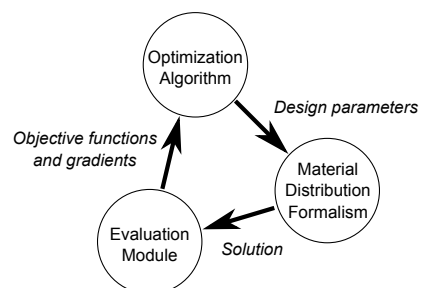 Optimization
Algorithm
Design parameters
Objective functions
and gradients
Material
Distribution
Formalism
Evaluation
Module
Solution